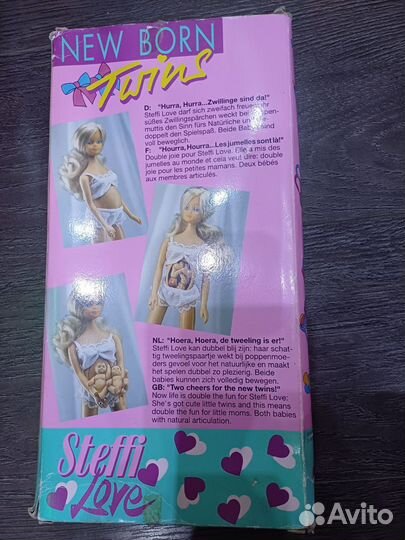 NEW BORN
Twins
D: "Hurra, Hurra...Zwillinge sind da!"
Steffi Love darf sich zweifach freuen: Ihr
süßes Zwillingspärchen weckt bei Puppen-
muttis den Sinn fürs Natürliche und
doppelt den Spielspaß. Beide Babys sind
voll beweglich.
F: "Hourra, Hourra...Les jumelles sont là!"
Double joie pour Steffi Love. Elle a mis des
jumelles au monde et cela veut dire: double
joie pour les petites mamans. Deux bébés
aux membres articulés.
NL: "Hoera, Hoera, de tweeling is er!"
Steffi Love kan dubbel blij zijn: haar schat-
tig tweelingspaartje wekt bij poppenmoe-
ders gevoel voor het natuurlijke en maakt
het spelen dubbel zo plezierig. Beide
babies kunnen zich volledig bewegen.
GB: "Two cheers for the new twins!"
Now life is double the fun for Steffi Love:
She's got cute little twins and this means
double the fun for little moms. Both babies
with natural articulation.
Steffi
Love
Avito